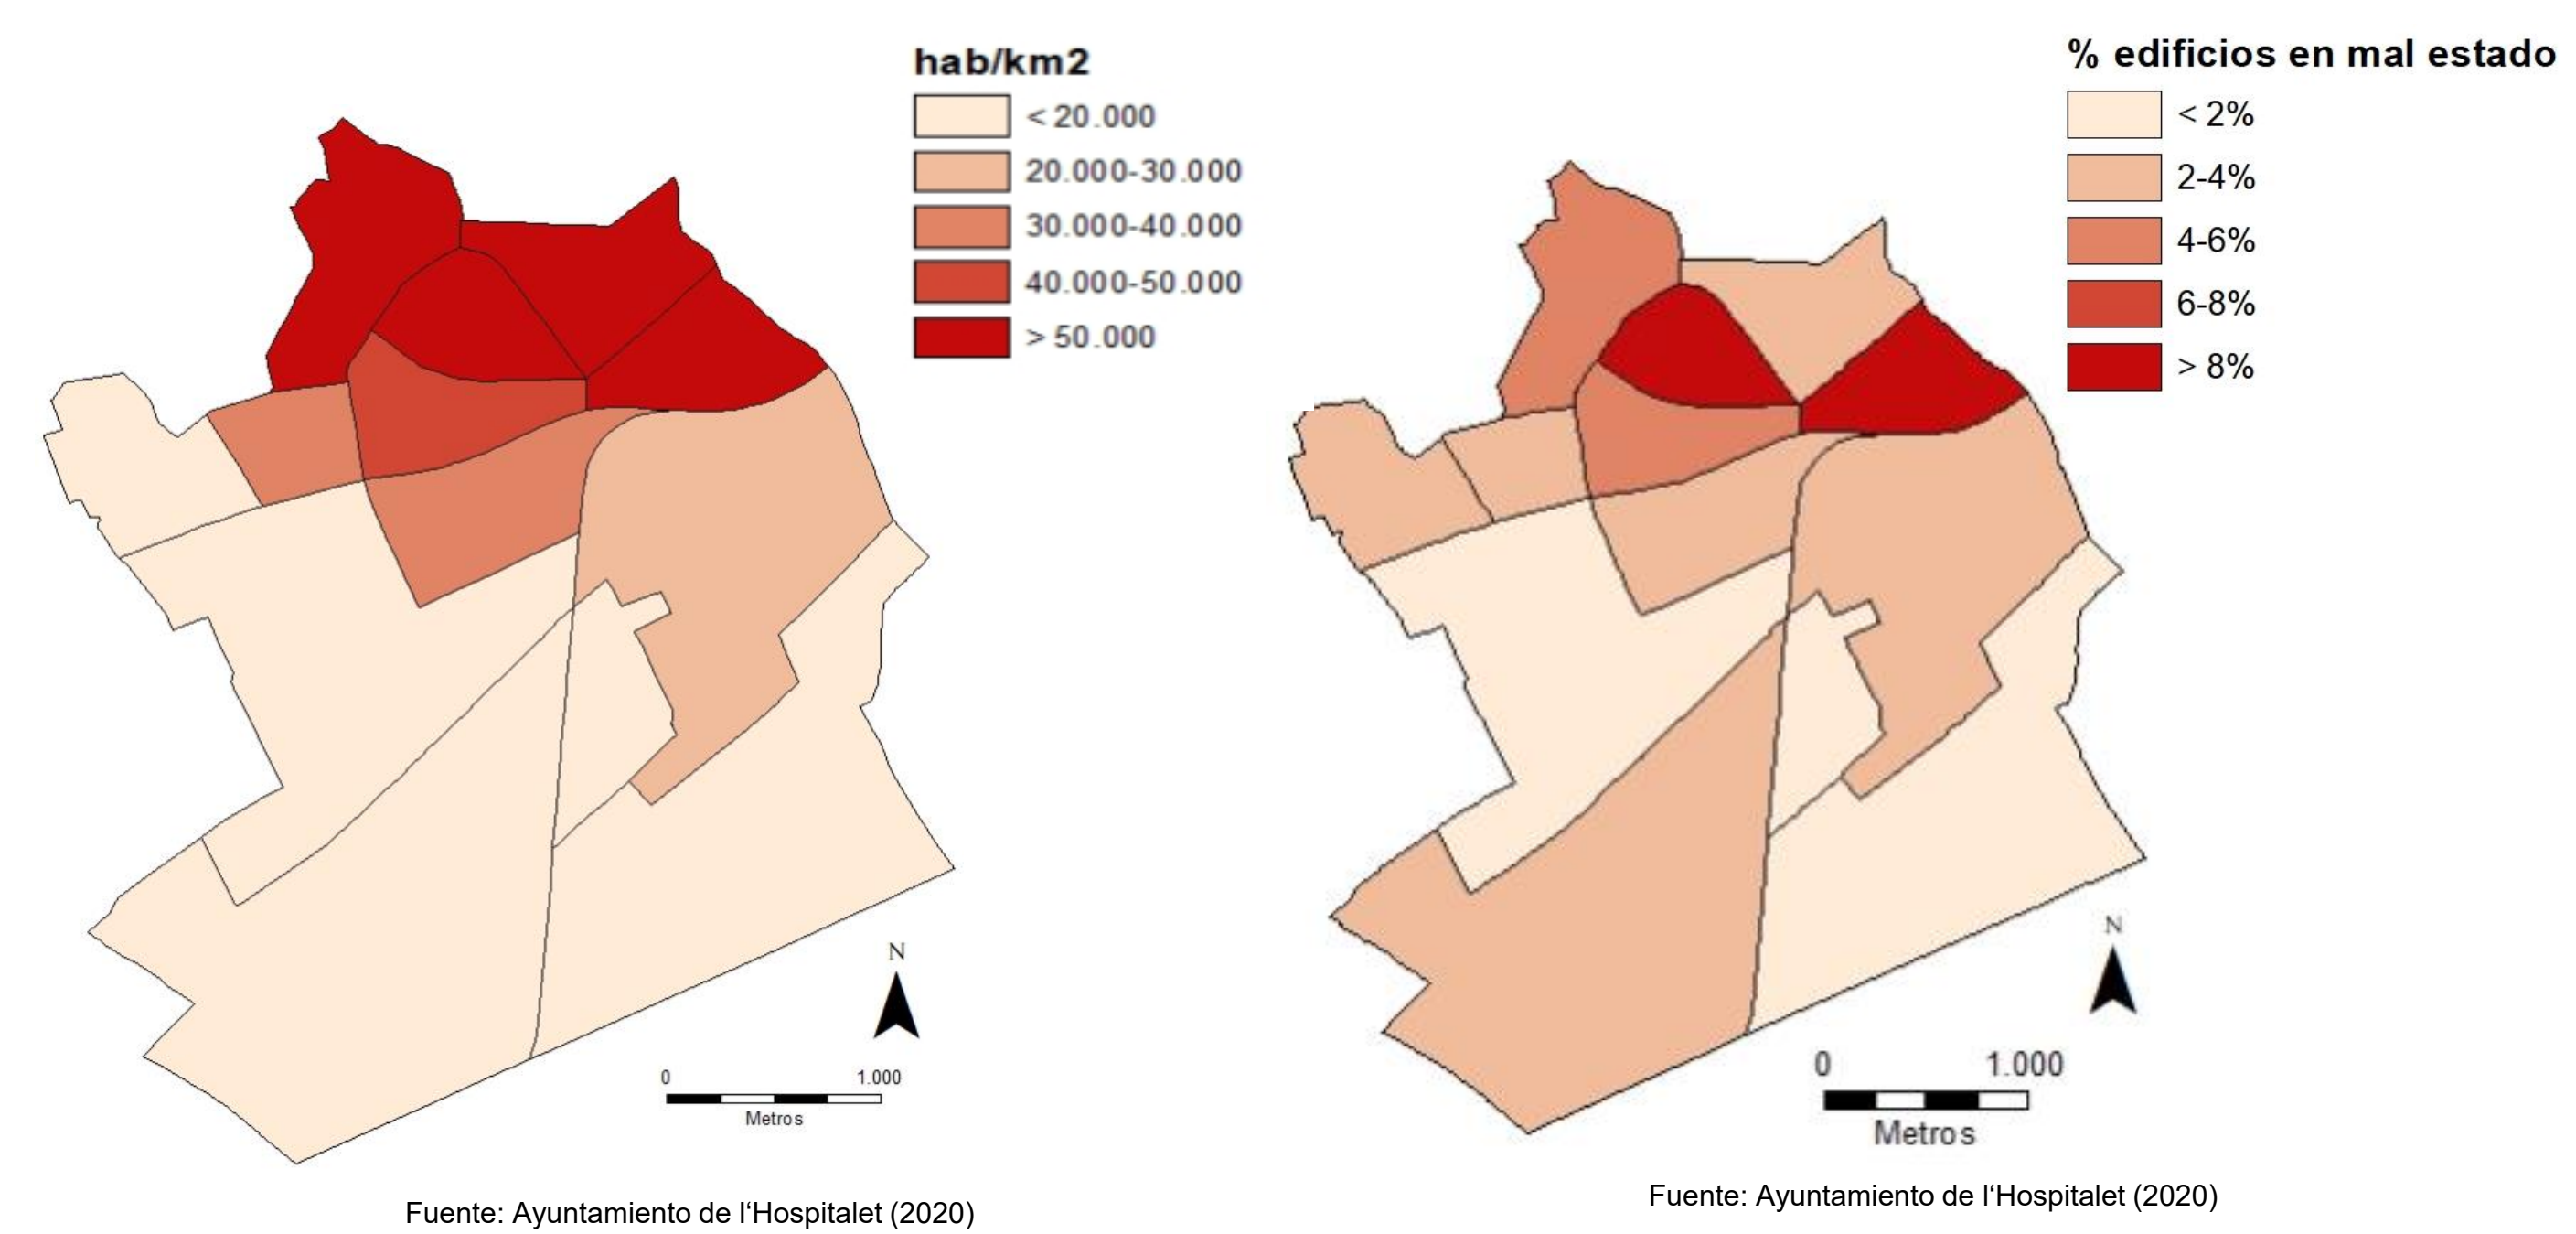 hab/km2
< 20.000
20.000-30.000
30.000-40.000
40.000-50.000
> 50.000
N
0 1.000
Metros
Fuente: Ayuntamiento de l‘Hospitalet (2020)
% edificios en mal estado
< 2%
2-4%
4-6%
6-8%
> 8%
N
0 1.000
Metros
Fuente: Ayuntamiento de l‘Hospitalet (2020)